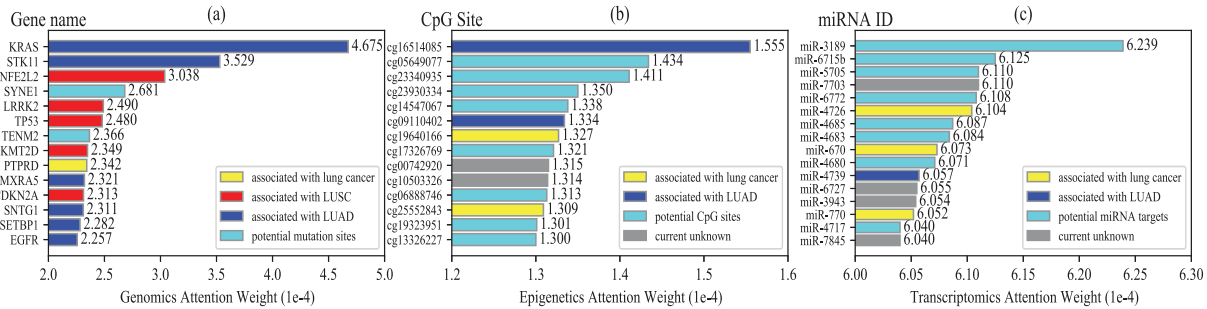 Gene name
(a)
KRAS 4.675
STK11 3.529
NFE2L2 3.038
SYNE1 2.681
LRRK2 2.490
TP53 2.480
TENM2 2.366
KMT2D 2.349
PTPRD 2.342
MXRA5 2.321
CDKN2A 2.313
SNTG1 2.311
SETBP1 2.282
EGFR 2.257
associated with lung cancer
associated with LUSC
associated with LUAD
potential mutation sites
2.0 2.5 3.0 3.5 4.0 4.5 5.0
Genomics Attention Weight (1e-4)
CpG Site
(b)
cg16514085 1.555
cg05649077 1.434
cg23340935 1.411
cg23930334 1.350
cg14547067 1.338
cg09110402 1.334
cg19640166 1.327
cg17326769 1.321
cg00742920 1.315
cg10503326 1.314
cg06888746 1.313
cg25552843 1.309
cg19323951 1.301
cg13326227 1.300
associated with lung cancer
associated with LUAD
potential CpG sites
current unknown
1.2 1.3 1.4 1.5 1.6
Epigenetics Attention Weight (1e-4)
miRNA ID
(c)
miR-3189 6.239
miR-6715b 6.125
miR-5705 6.110
miR-7703 6.110
miR-6772 6.108
miR-4726 6.104
miR-4685 6.087
miR-4683 6.084
miR-670 6.073
miR-4680 6.071
miR-4739 6.057
miR-6727 6.055
miR-3943 6.054
miR-770 6.052
miR-4717 6.040
miR-7845 6.040
associated with lung cancer
associated with LUAD
potential miRNA targets
current unknown
6.00 6.05 6.10 6.15 6.20 6.25 6.30
Transcriptomics Attention Weight (1e-4)